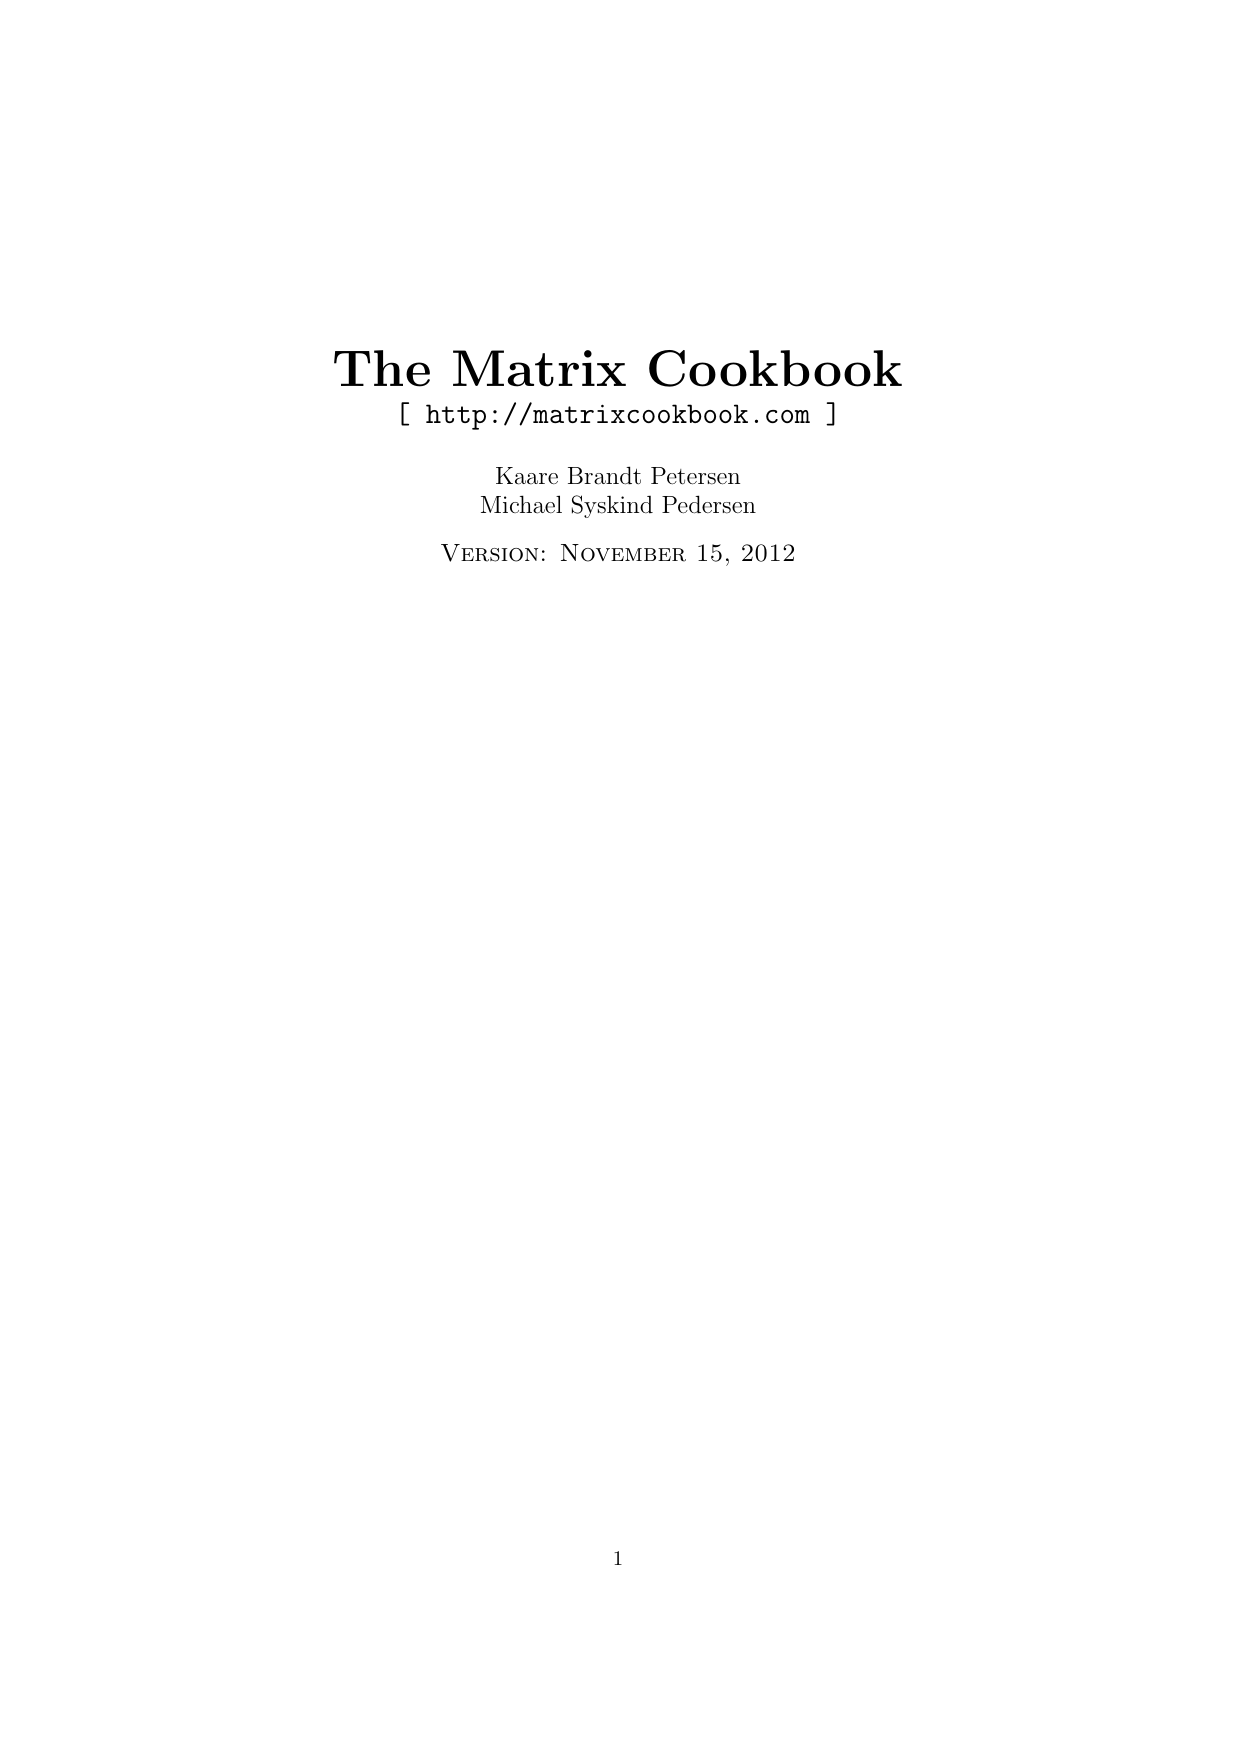 The Matrix Cookbook
[ http://matrixcookbook.com ]
Kaare Brandt Petersen
Michael Syskind Pedersen
Version: November 15, 2012
1